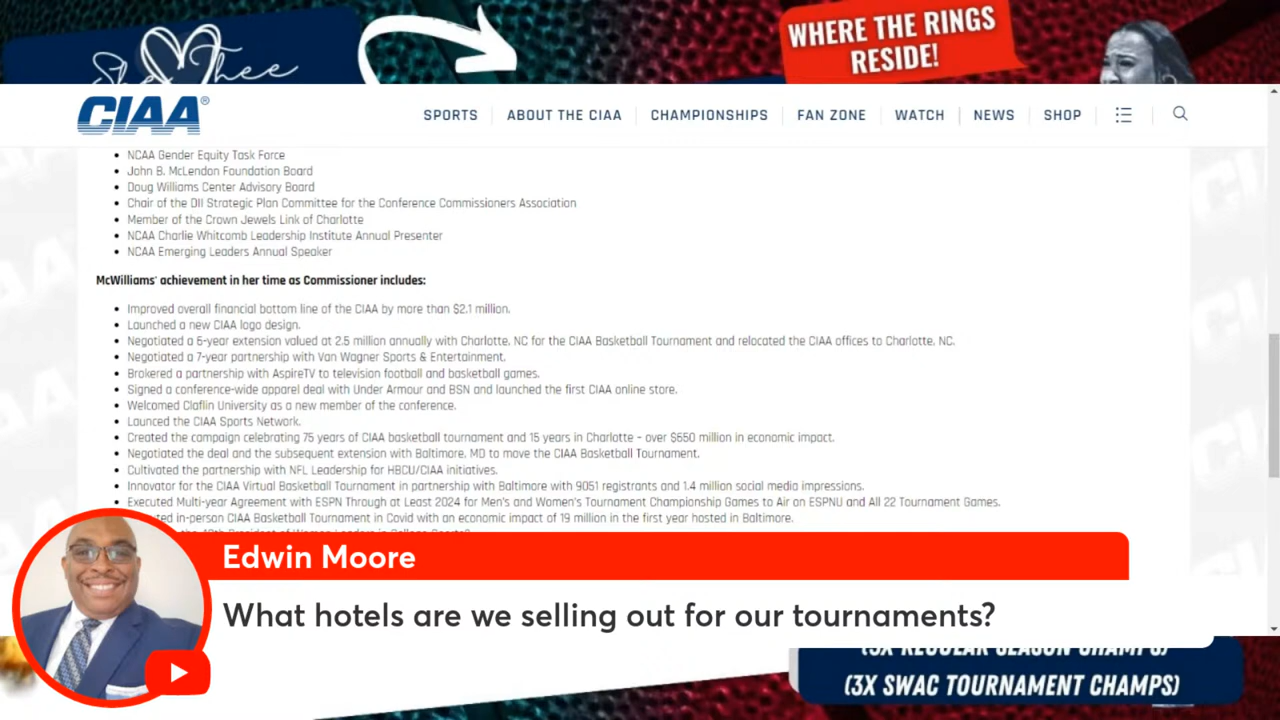 She Thee
WHERE THE RINGS
RESIDE!
CIAA®
SPORTS
ABOUT THE CIAA
CHAMPIONSHIPS
FAN ZONE
WATCH
NEWS
SHOP
NCAA Gender Equity Task Force
John B. McLendon Foundation Board
Doug Williams Center Advisory Board
Chair of the DII Strategic Plan Committee for the Conference Commissioners Association
Member of the Crown Jewels Link of Charlotte
NCAA Charlie Whitcomb Leadership Institute Annual Presenter
NCAA Emerging Leaders Annual Speaker
McWilliams' achievement in her time as Commissioner includes:
Improved overall financial bottom line of the CIAA by more than $2.1 million.
Launched a new CIAA logo design.
Negotiated a 6-year extension valued at 2.5 million annually with Charlotte, NC for the CIAA Basketball Tournament and relocated the CIAA offices to Charlotte, NC.
Negotiated a 7-year partnership with Van Wagner Sports & Entertainment.
Brokered a partnership with AspireTV to television football and basketball games.
Signed a conference-wide apparel deal with Under Armour and BSN and launched the first CIAA online store.
Welcomed Claflin University as a new member of the conference.
Launced the CIAA Sports Network.
Created the campaign celebrating 75 years of CIAA basketball tournament and 15 years in Charlotte - over $650 million in economic impact.
Negotiated the deal and the subsequent extension with Baltimore, MD to move the CIAA Basketball Tournament.
Cultivated the partnership with NFL Leadership for HBCU/CIAA initiatives.
Innovator for the CIAA Virtual Basketball Tournament in partnership with Baltimore with 9051 registrants and 1.4 million social media impressions.
Executed Multi-year Agreement with ESPN Through at Least 2024 for Men's and Women's Tournament Championship Games to Air on ESPNU and All 22 Tournament Games.
in-person CIAA Basketball Tournament in Covid with an economic impact of 19 million in the first year hosted in Baltimore.
Edwin Moore
What hotels are we selling out for our tournaments?
(3X REGULAR SEASON CHAMPS)
(3X SWAC TOURNAMENT CHAMPS)